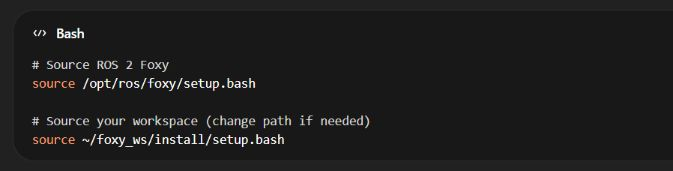 </> Bash
# Source ROS 2 Foxy
source /opt/ros/foxy/setup.bash
# Source your workspace (change path if needed)
source ~/foxy_ws/install/setup.bash